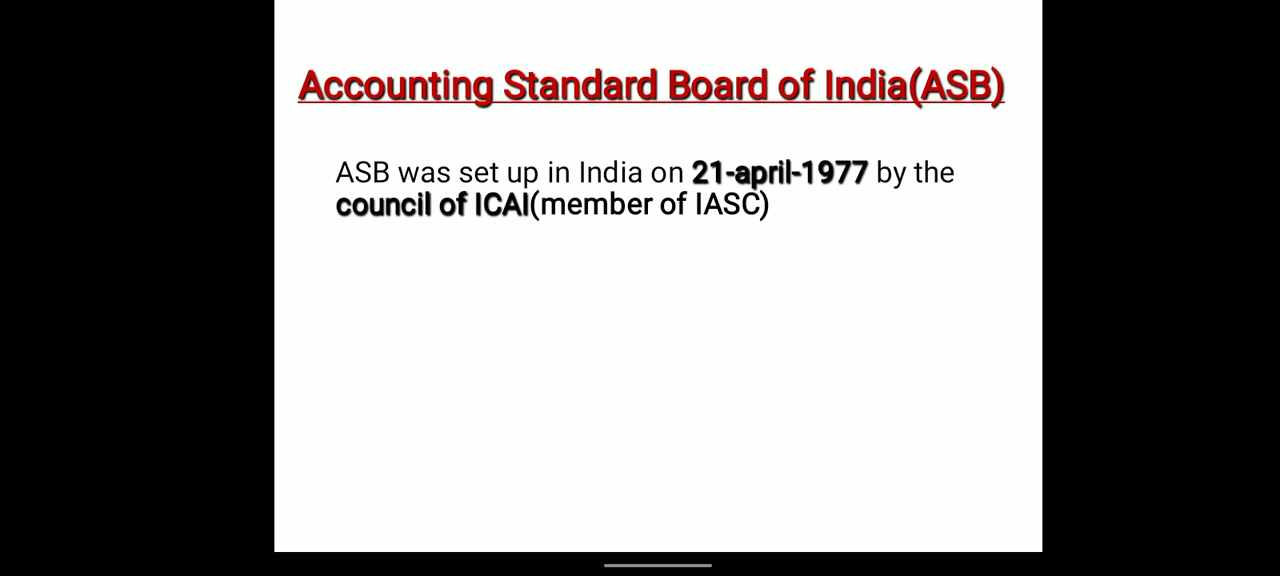 Accounting Standard Board of India(ASB)
ASB was set up in India on 21-april-1977 by the
council of ICAI(member of IASC)